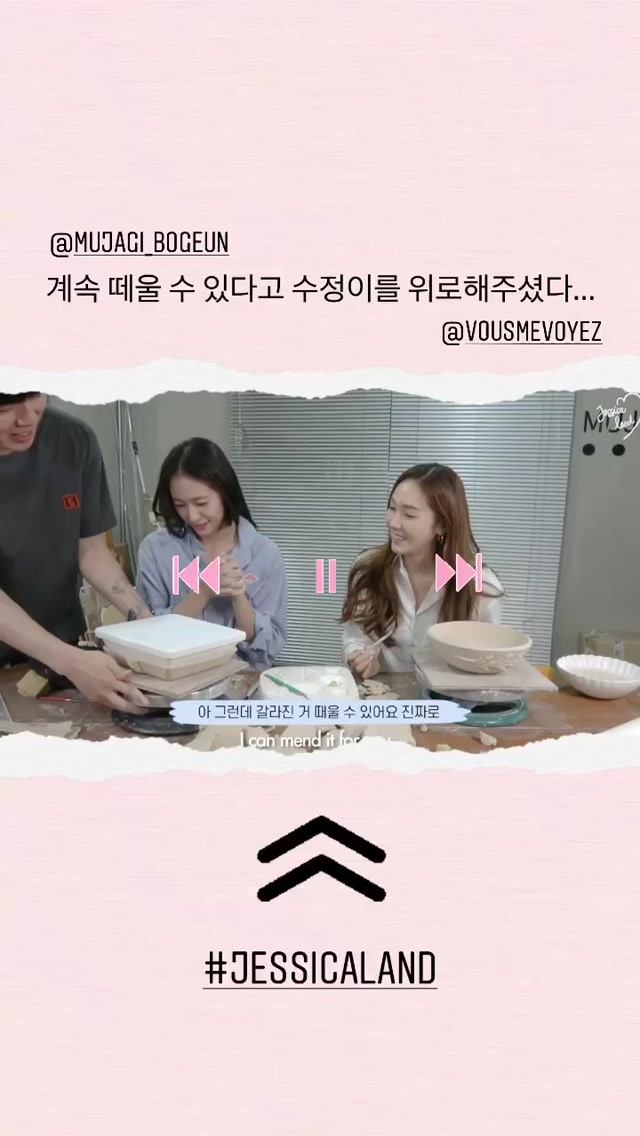 @MUJAGI_BOGEUN
계속 떼울 수 있다고 수정이를 위로해주셨다...
@VOUSMEVOYEZ
Jessica
Land
아 그런데 갈라진 거 때울 수 있어요 진짜로
I can mend it for
#JESSICALAND